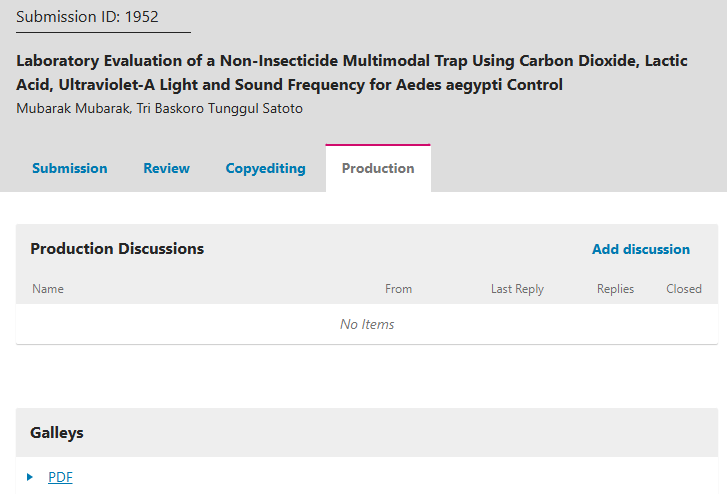 Submission ID: 1952
Laboratory Evaluation of a Non-Insecticide Multimodal Trap Using Carbon Dioxide, Lactic
Acid, Ultraviolet-A Light and Sound Frequency for Aedes aegypti Control
Mubarak Mubarak, Tri Baskoro Tunggul Satoto
Submission Review Copyediting Production
Production Discussions Add discussion
Name From Last Reply Replies Closed
No Items
Galleys
PDF